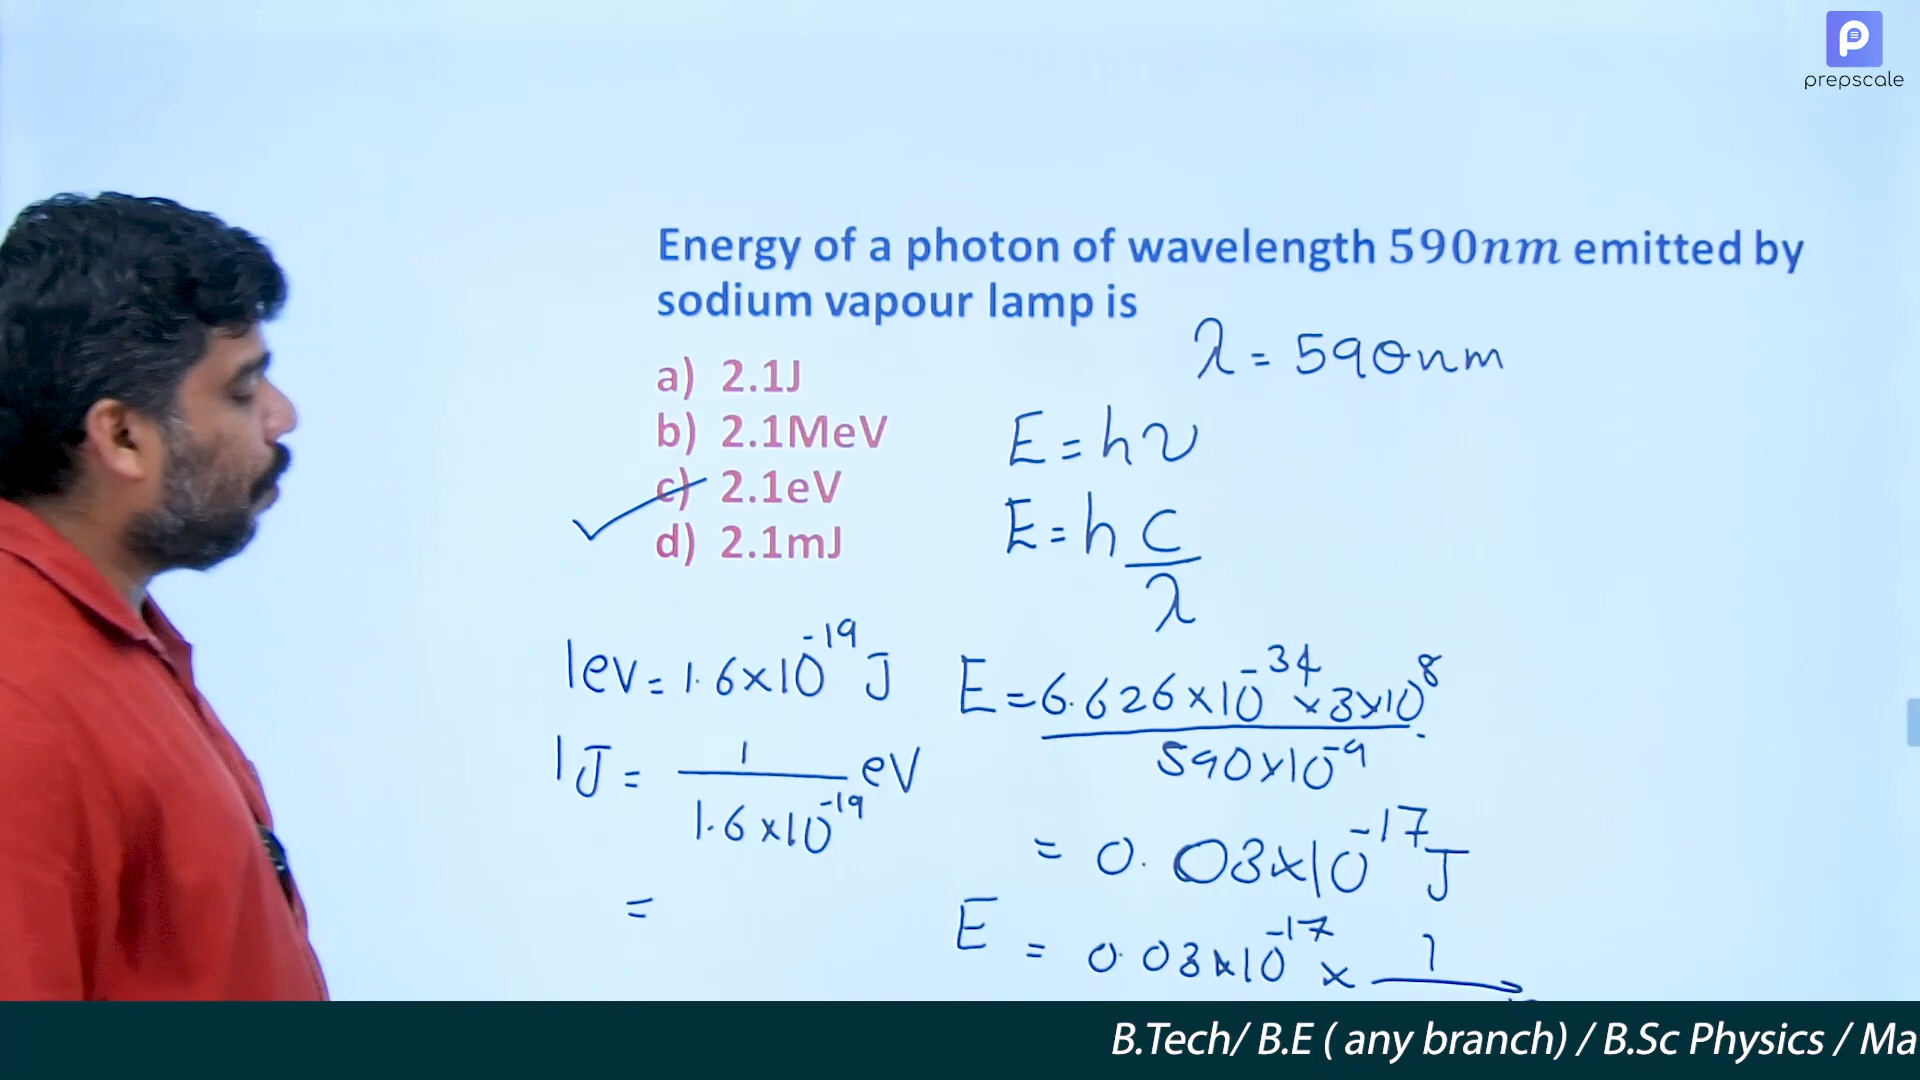 prepscale
Energy of a photon of wavelength 590nm emitted by
sodium vapour lamp is
λ = 590nm
a) 2.1J
b) 2.1MeV
c) 2.1eV
d) 2.1mJ
E = hν
E = h c/λ
1ev = 1.6×10^-19 J
1J = 1/1.6×10^-19 eV
=
E = 6.626×10^-34 × 3×10^8 / 590×10^-9
= 0.03×10^-17 J
E = 0.03×10^-17 × 1
B.Tech/ B.E ( any branch) / B.Sc Physics / Ma